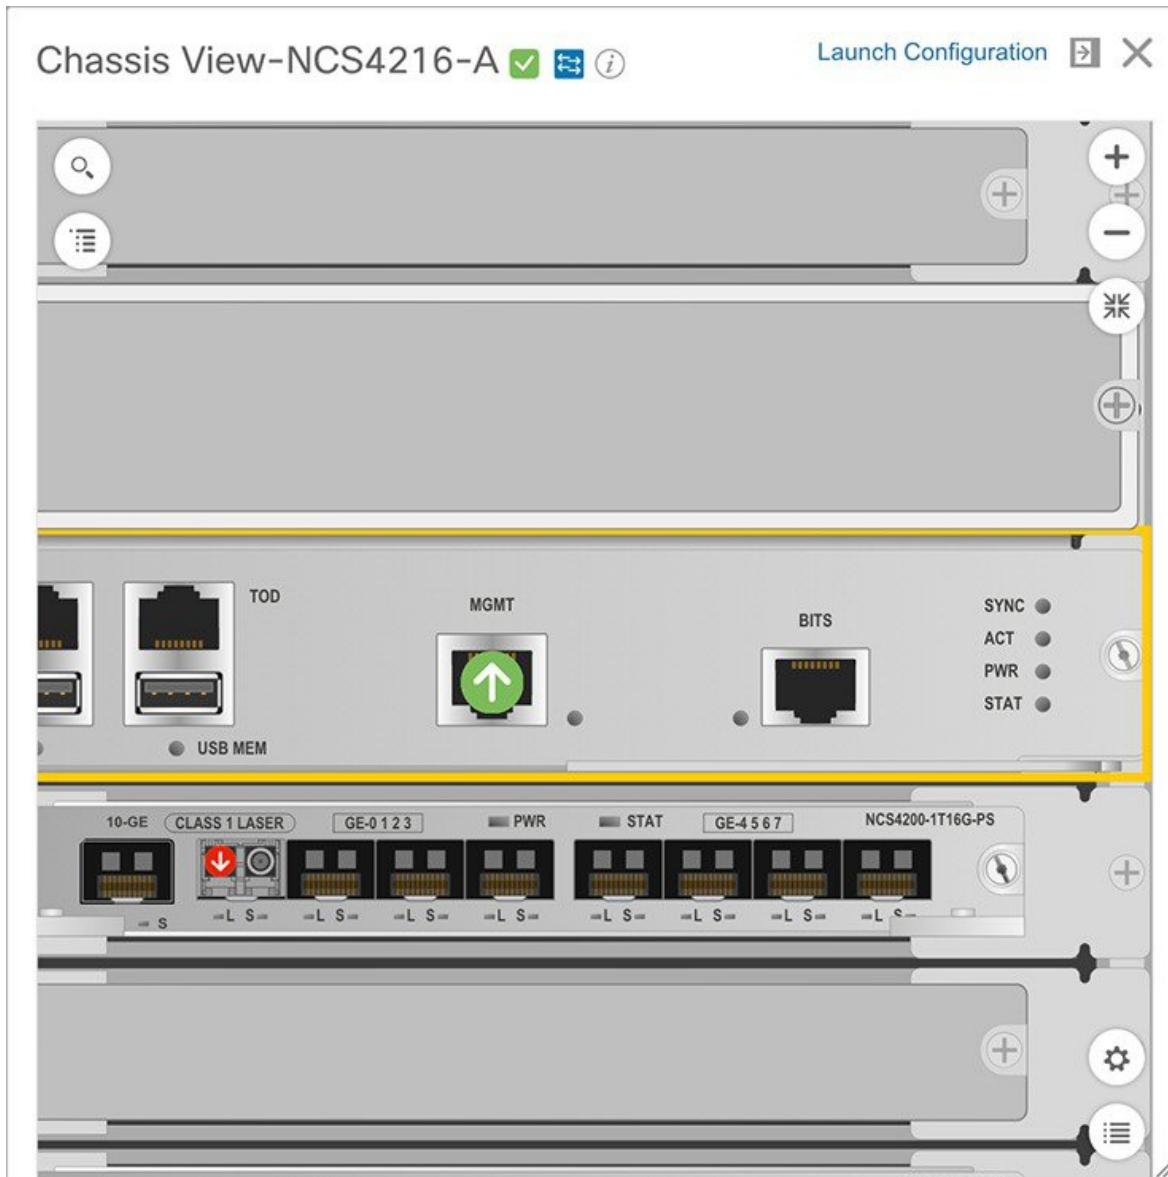 Chassis View-NCS4216-A
Launch Configuration
TOD
MGMT
BITS
SYNC
ACT
PWR
STAT
USB MEM
10-GE CLASS 1 LASER GE-0 1 2 3 PWR STAT GE-4 5 6 7 NCS4200-1T16G-PS
S L S L S L S L S L S L S L S L S